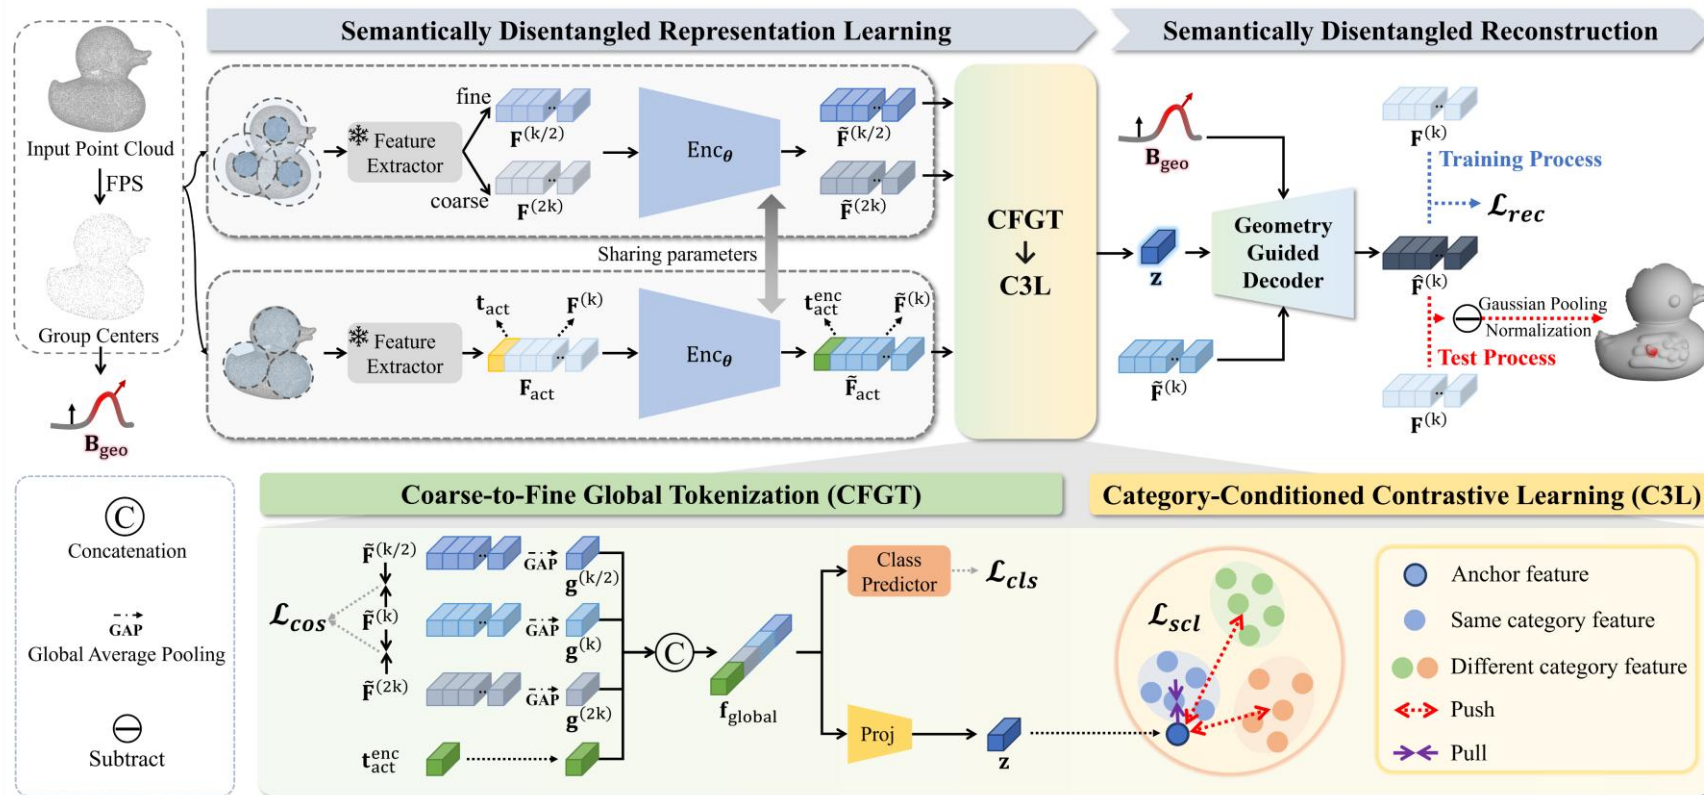 Semantically Disentangled Representation Learning
Semantically Disentangled Reconstruction
Input Point Cloud
FPS
Group Centers
B_geo
Feature
Extractor
fine
coarse
F^(k/2)
F^(2k)
Enc_θ
F̃^(k/2)
F̃^(2k)
Sharing parameters
Feature
Extractor
t_act
F^(k)
F_act
Enc_θ
t_act^enc
F̃^(k)
F̃_act
CFGT
C3L
B_geo
z
F̃^(k)
Geometry
Guided
Decoder
F^(k)
Training Process
ℒ_rec
F̂^(k)
Gaussian Pooling
Normalization
Test Process
F^(k)
C
Concatenation
GAP
Global Average Pooling
Subtract
Coarse-to-Fine Global Tokenization (CFGT)
ℒ_cos
F̃^(k/2)
F̃^(k)
F̃^(2k)
t_act^enc
GAP
g^(k/2)
GAP
g^(k)
GAP
g^(2k)
C
f_global
Class
Predictor
ℒ_cls
Proj
z
Category-Conditioned Contrastive Learning (C3L)
ℒ_scl
Anchor feature
Same category feature
Different category feature
Push
Pull